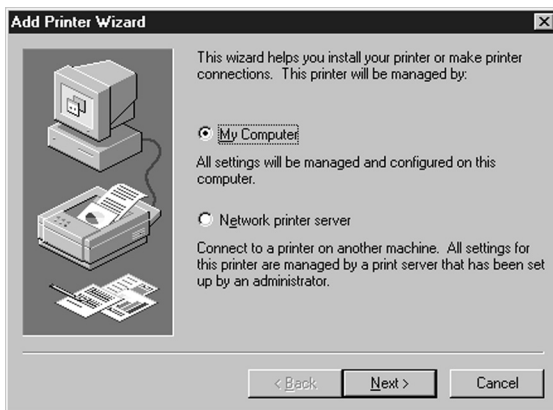 Add Printer Wizard
This wizard helps you install your printer or make printer
connections. This printer will be managed by:
My Computer
All settings will be managed and configured on this
computer.
Network printer server
Connect to a printer on another machine. All settings for
this printer are managed by a print server that has been set
up by an administrator.
< Back
Next >
Cancel